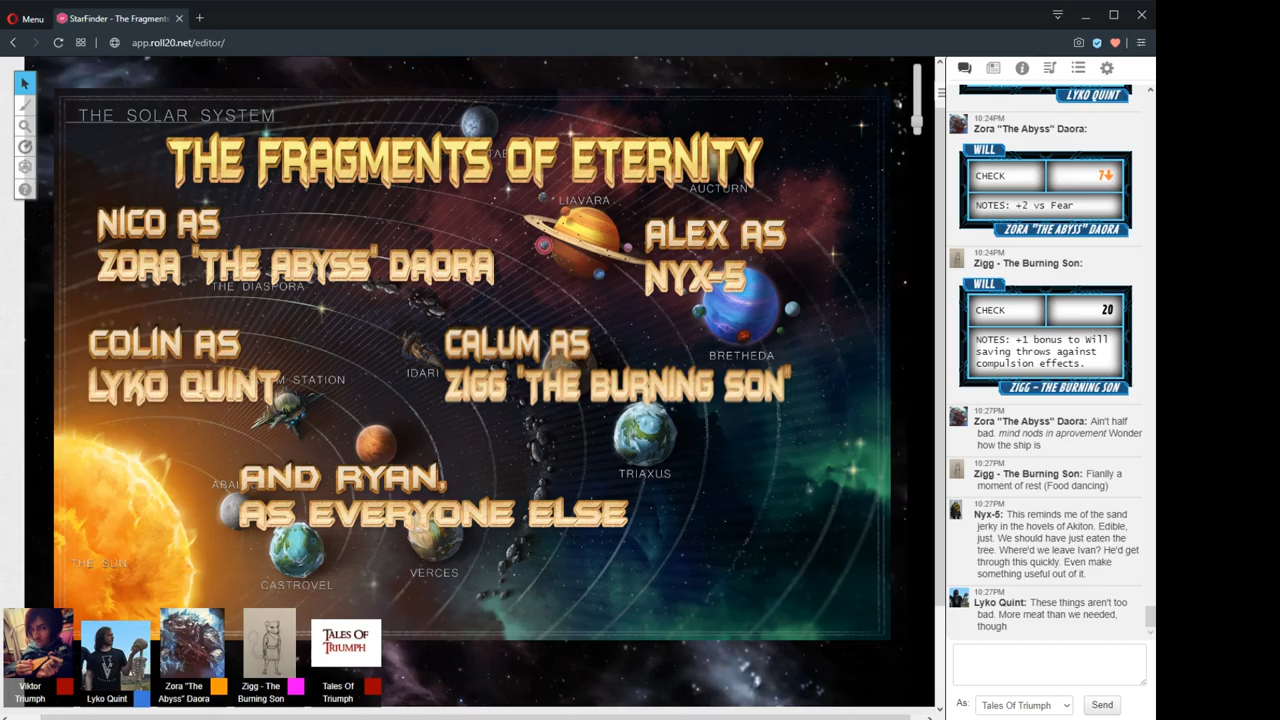 Menu
StarFinder - The Fragments
app.roll20.net/editor/
THE SOLAR SYSTEM
THE FRAGMENTS OF ETERNITY
AUCTURN
LIAVARA
NICO AS
ZORA "THE ABYSS" DAORA
ALEX AS
NYX-5
THE DIASPORA
BRETHEDA
COLIN AS
LYKO QUINT
CALUM AS
ZIGG "THE BURNING SON"
IDARI
STATION
TRIAXUS
AND RYAN,
AS EVERYONE ELSE
THE SUN
VERCES
CASTROVEL
Viktor
Triumph
Lyko Quint
Zora "The
Abyss" Daora
Zigg - The
Burning Son
TALES OF
TRIUMPH
Tales Of
Triumph
LYKO QUINT
10:24PM
Zora "The Abyss" Daora:
WILL
CHECK
7
NOTES: +2 vs Fear
ZORA "THE ABYSS" DAORA
10:24PM
Zigg - The Burning Son:
WILL
CHECK
20
NOTES: +1 bonus to Will
saving throws against
compulsion effects.
ZIGG - THE BURNING SON
10:27PM
Zora "The Abyss" Daora: Ain't half
bad. mind nods in aprovement Wonder
how the ship is
10:27PM
Zigg - The Burning Son: Fianlly a
moment of rest (Food dancing)
10:27PM
Nyx-5: This reminds me of the sand
jerky in the hovels of Akiton. Edible,
just. We should have just eaten the
tree. Where'd we leave Ivan? He'd get
through this quickly. Even make
something useful out of it.
10:27PM
Lyko Quint: These things aren't too
bad. More meat than we needed,
though
As:
Tales Of Triumph
Send